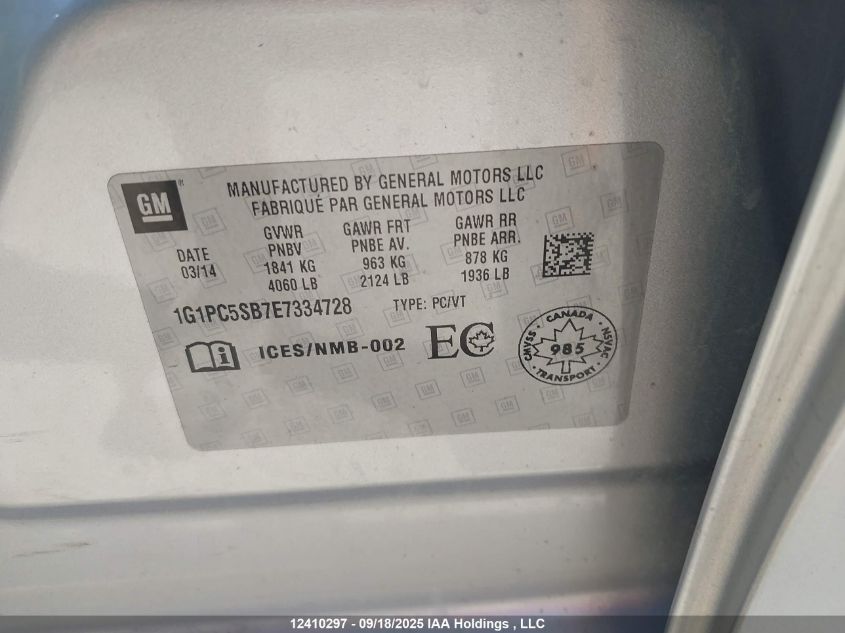 GM
MANUFACTURED BY GENERAL MOTORS LLC
FABRIQUÉ PAR GENERAL MOTORS LLC
DATE
03/14
GVWR
PNBV
1841 KG
4060 LB
GAWR FRT
PNBE AV.
963 KG
2124 LB
GAWR RR
PNBE ARR.
878 KG
1936 LB
1G1PC5SB7E7334728 TYPE: PC/VT
ICES/NMB-002 EC
CANADA
CMVSS 985 NSVAC
TRANSPORT
12410297 - 09/18/2025 IAA Holdings , LLC